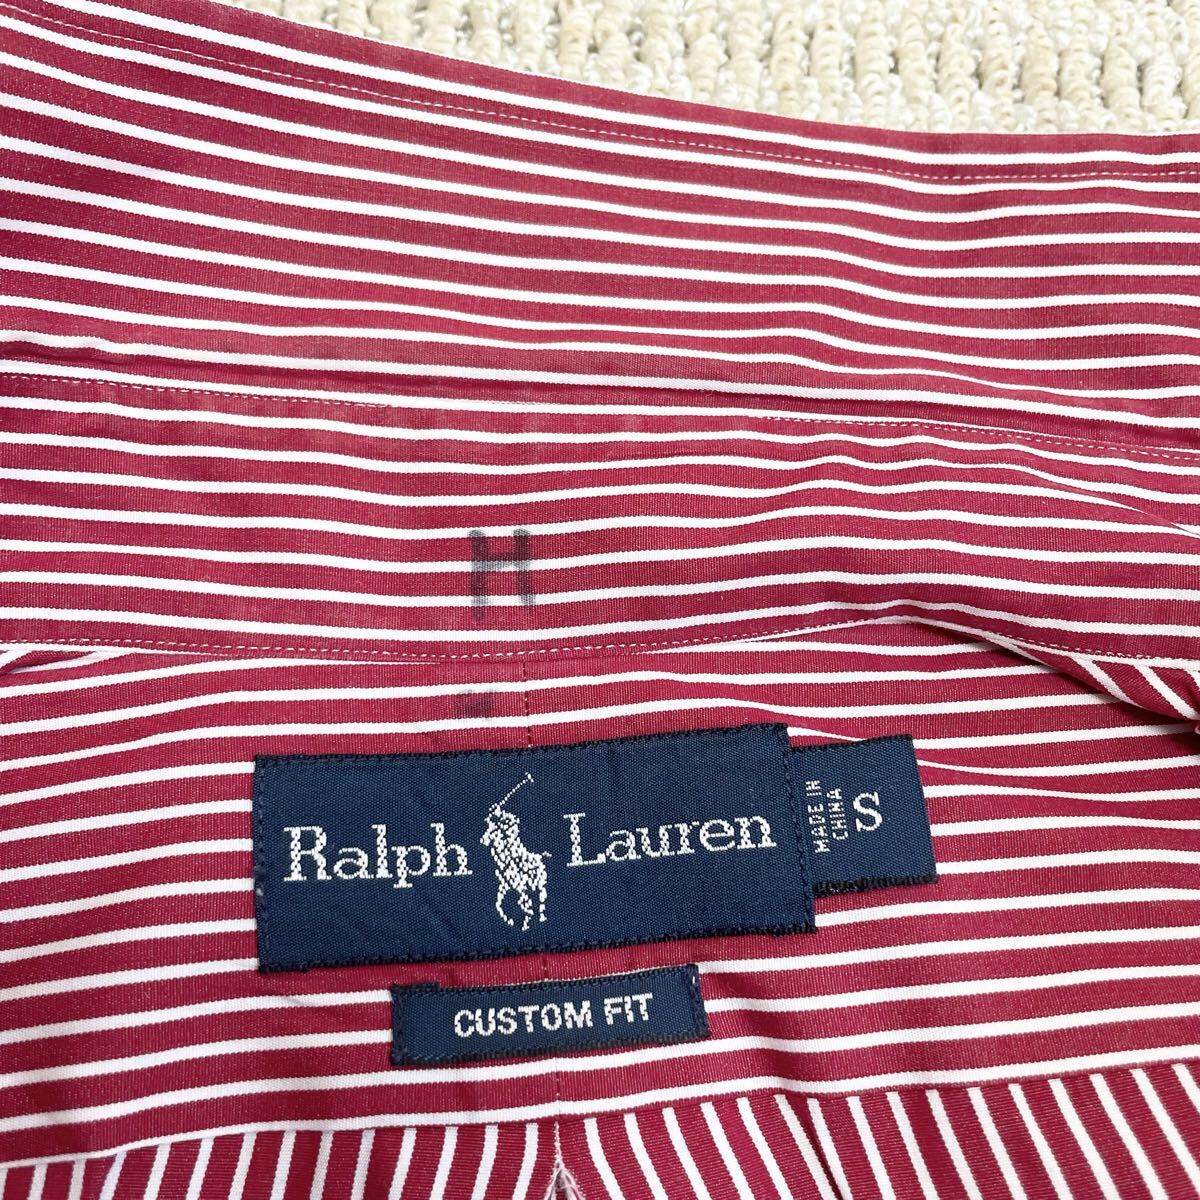 H
Ralph Lauren
MADE IN
CHINA
S
CUSTOM FIT